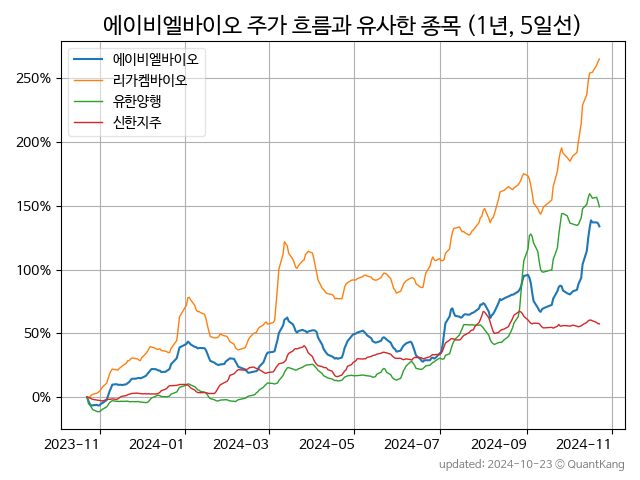 에이비엘바이오 주가 흐름과 유사한 종목 (1년, 5일선)
에이비엘바이오
리가켐바이오
유한양행
신한지주
250%
200%
150%
100%
50%
0%
2023-11 2024-01 2024-03 2024-05 2024-07 2024-09 2024-11
updated: 2024-10-23 © QuantKang